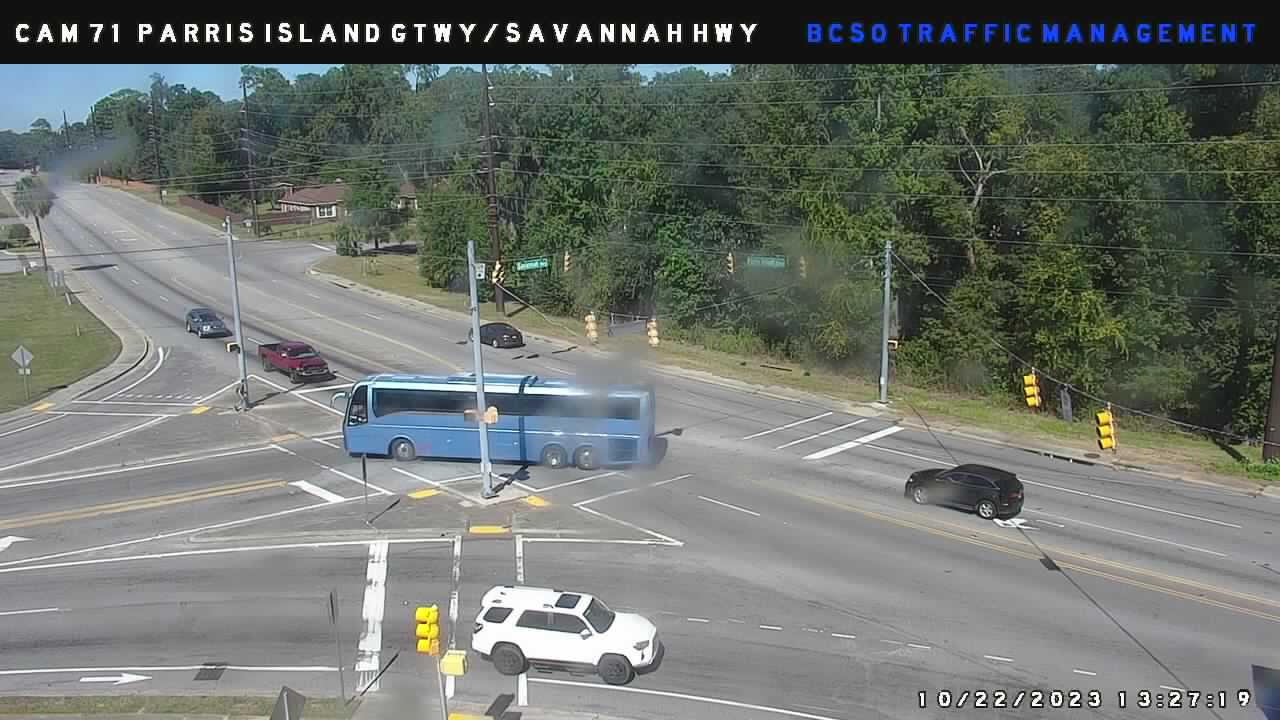 CAM 71 PARRIS ISLAND GTWY/SAVANNAH HWY BCSO TRAFFIC MANAGEMENT
10/22/2023 13:27:19